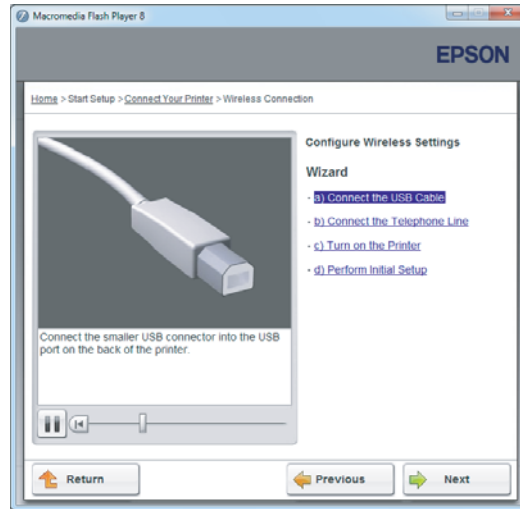 Macromedia Flash Player 8
EPSON
Home > Start Setup > Connect Your Printer > Wireless Connection
Configure Wireless Settings
Wizard
- a) Connect the USB Cable
- b) Connect the Telephone Line
- c) Turn on the Printer
- d) Perform Initial Setup
Connect the smaller USB connector into the USB
port on the back of the printer.
Return
Previous
Next